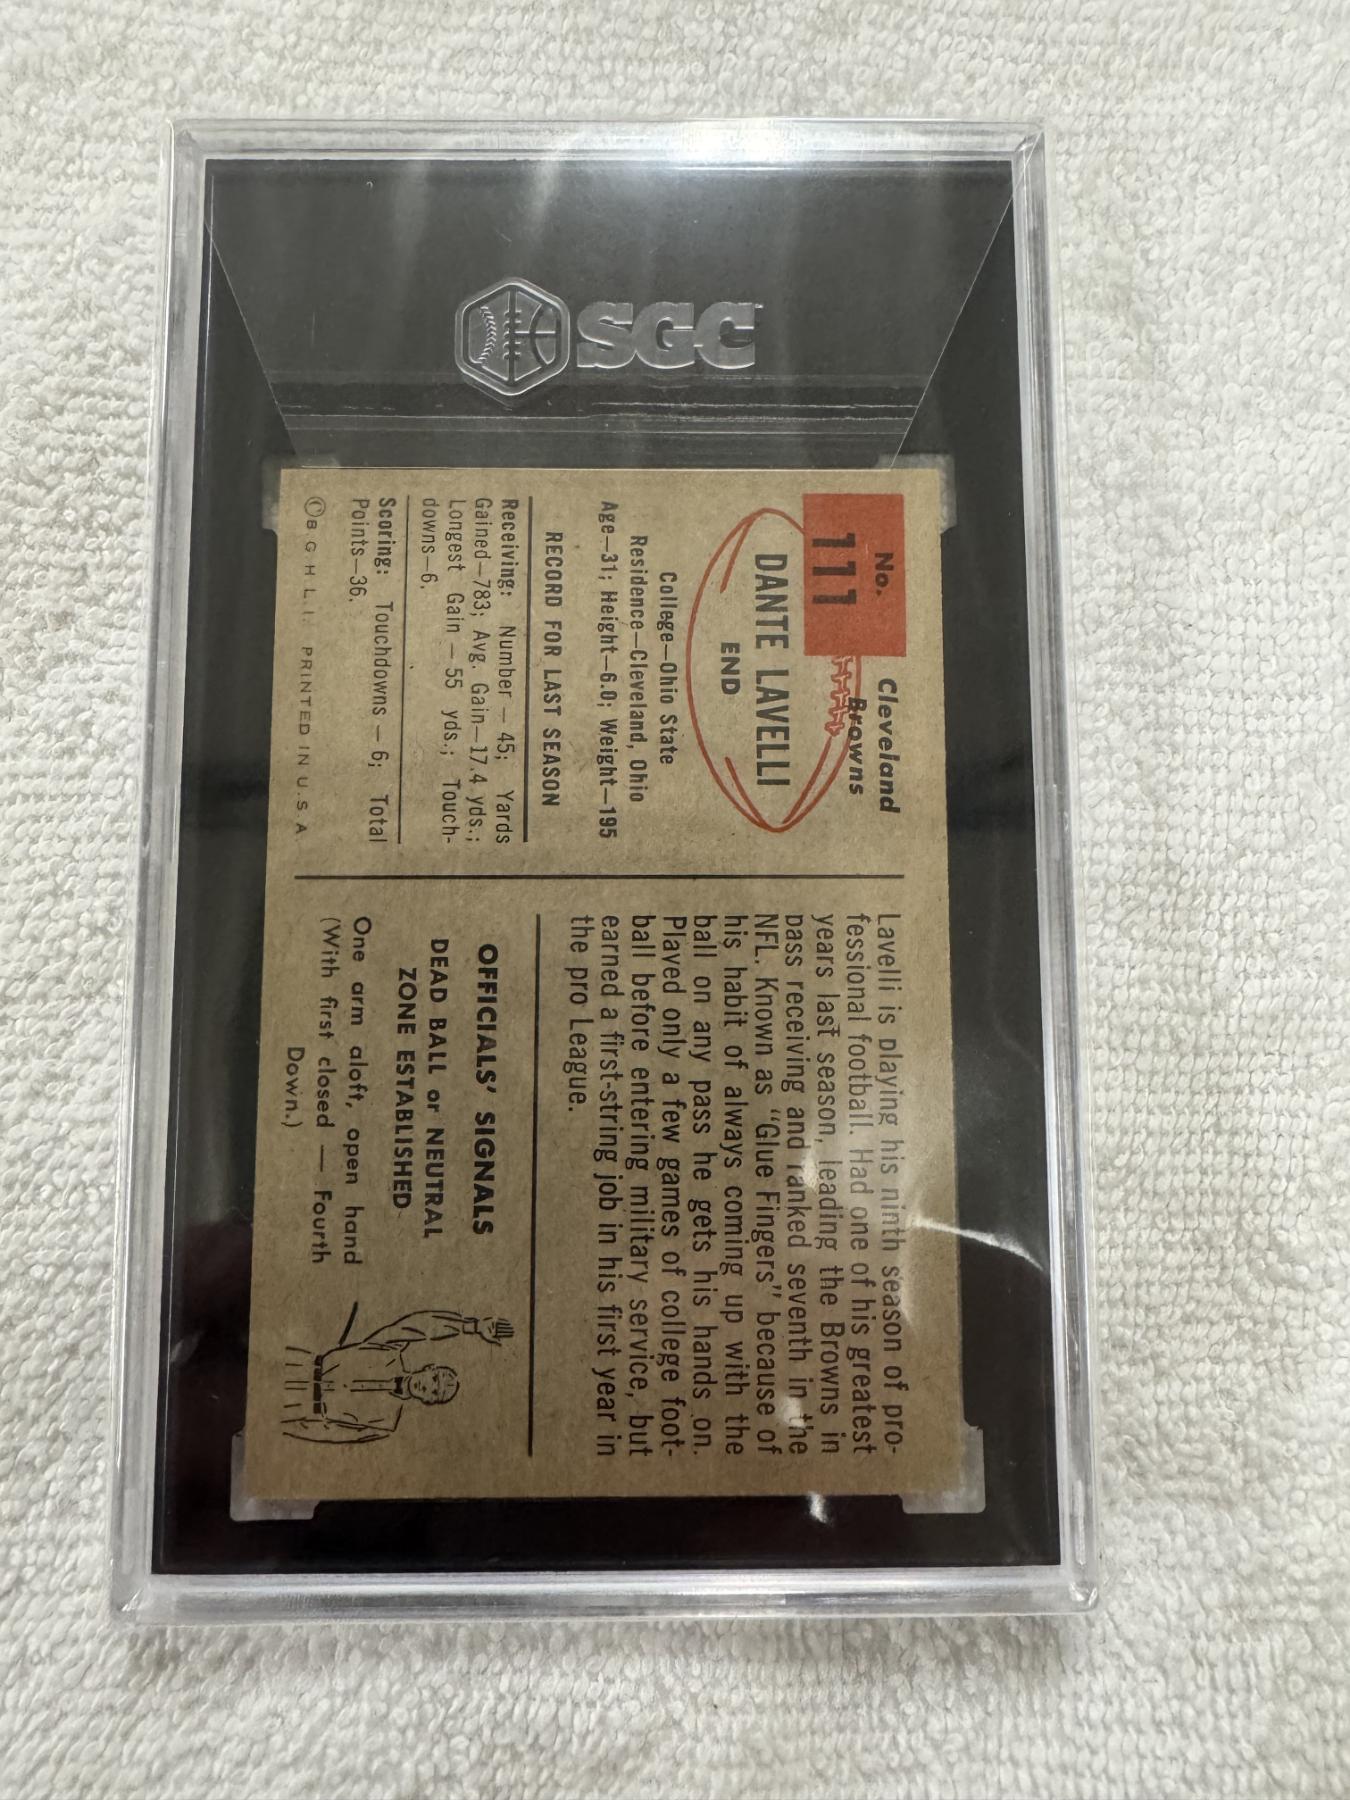 SGC
No.
111
Cleveland
Browns
DANTE LAVELLI
END
College—Ohio State
Residence—Cleveland, Ohio
Age—31; Height—6.0; Weight—195
RECORD FOR LAST SEASON
Receiving: Number — 45; Yards
Gained—783; Avg. Gain—17.4 yds.;
Longest Gain — 55 yds.; Touch-
downs—6.
Scoring: Touchdowns — 6; Total
Points—36.
© B. G. H. L. I. PRINTED IN U. S. A.
Lavelli is playing his ninth season of pro-
fessional football. Had one of his greatest
years last season, leading the Browns in
pass receiving and ranked seventh in the
NFL. Known as "Glue Fingers" because of
his habit of always coming up with the
ball on any pass he gets his hands on.
Played only a few games of college foot-
ball before entering military service, but
earned a first-string job in his first year in
the pro League.
OFFICIALS' SIGNALS
DEAD BALL or NEUTRAL
ZONE ESTABLISHED
One arm aloft, open hand
(With first closed — Fourth
Down.)